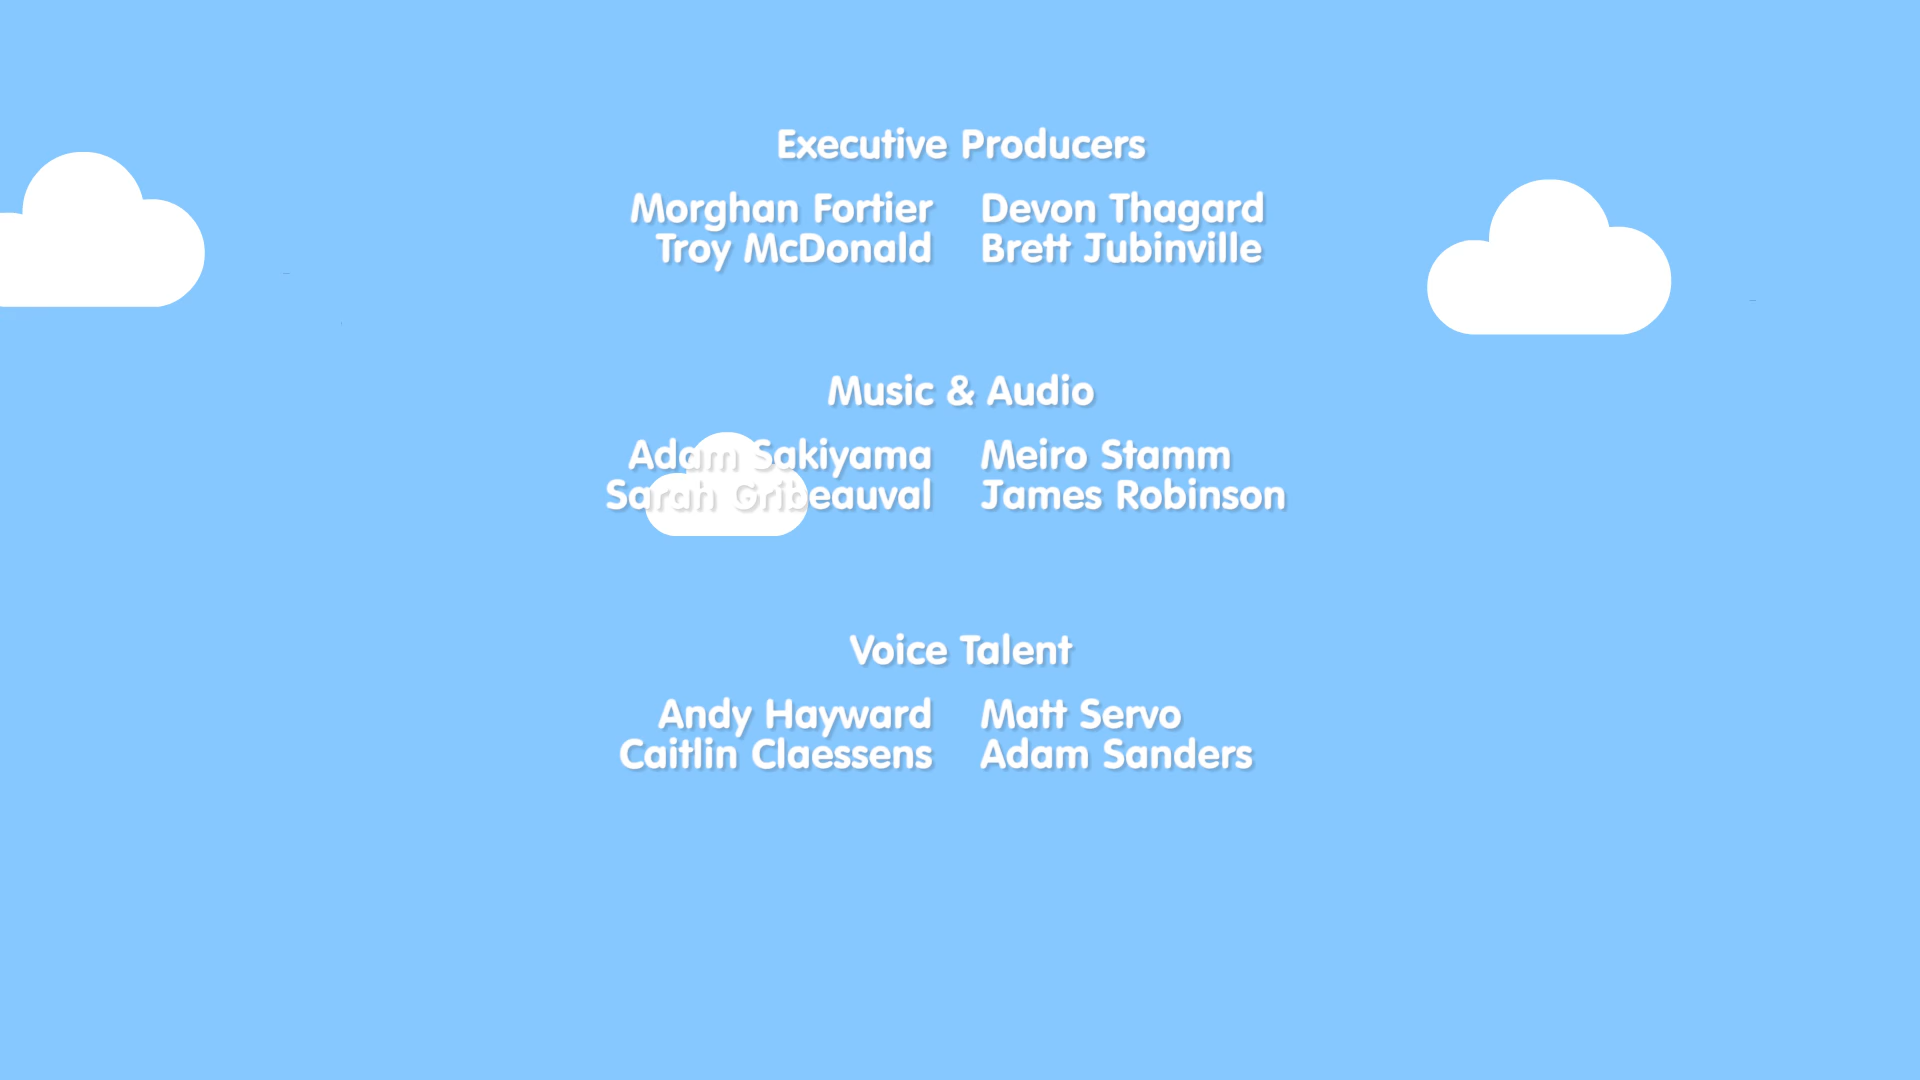 Executive Producers
Morghan Fortier Devon Thagard
Troy McDonald Brett Jubinville
Music & Audio
Adam Sakiyama Meiro Stamm
Sarah Gribeauval James Robinson
Voice Talent
Andy Hayward Matt Servo
Caitlin Claessens Adam Sanders